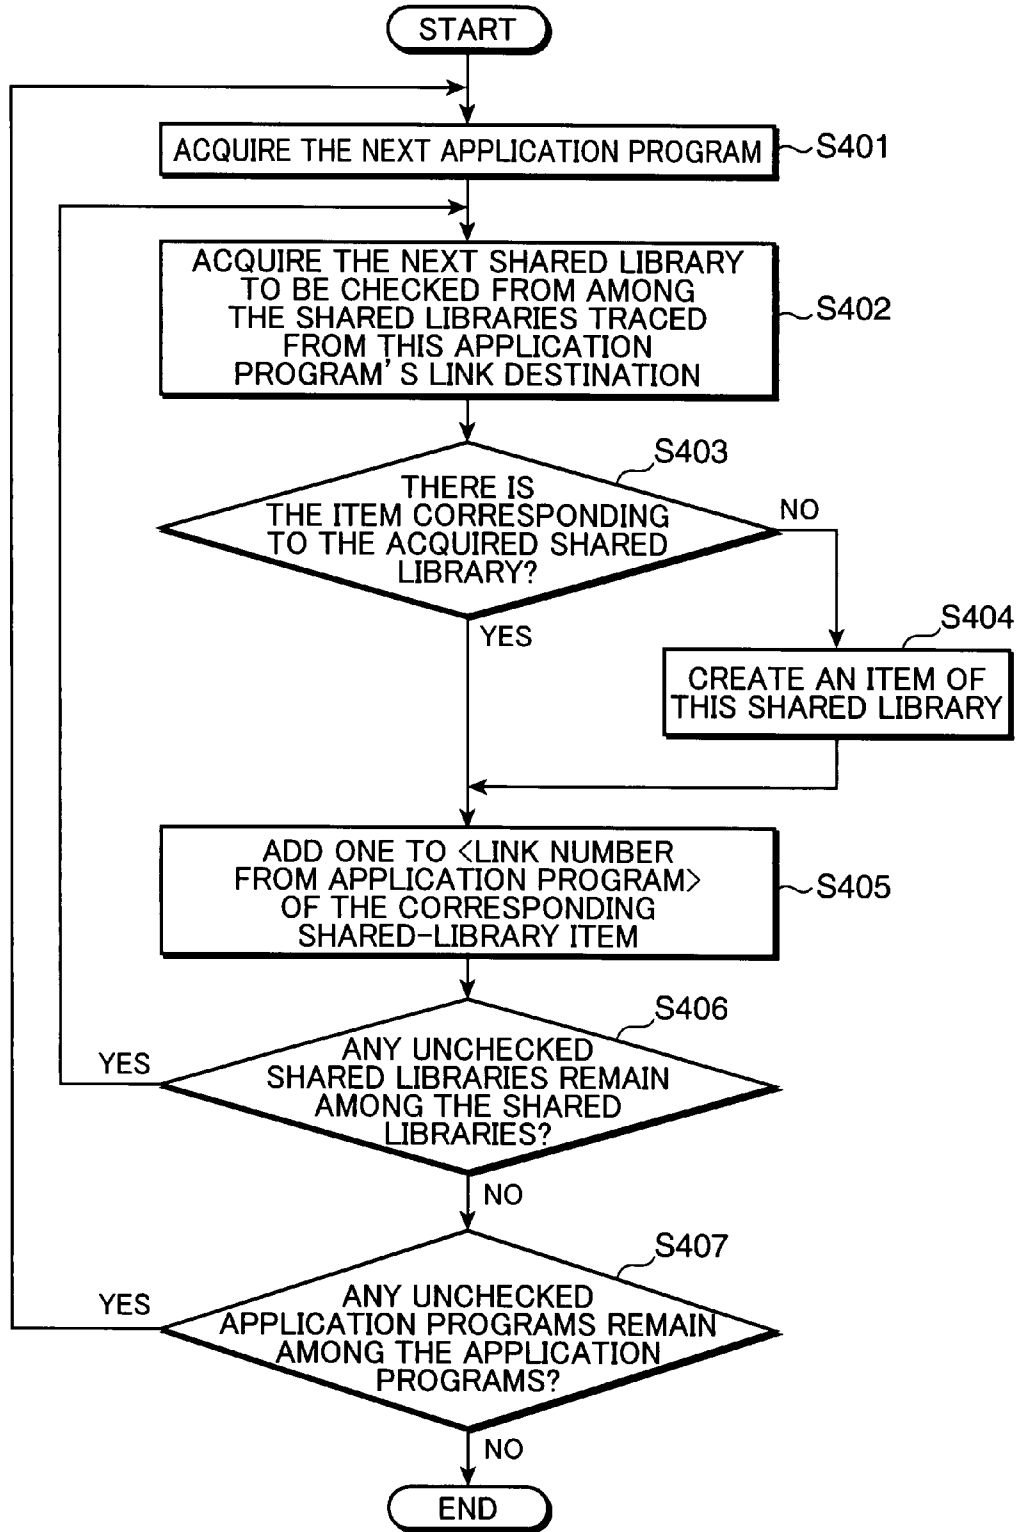 START
ACQUIRE THE NEXT APPLICATION PROGRAM
S401
ACQUIRE THE NEXT SHARED LIBRARY
TO BE CHECKED FROM AMONG
THE SHARED LIBRARIES TRACED
FROM THIS APPLICATION
PROGRAM'S LINK DESTINATION
S402
S403
THERE IS
THE ITEM CORRESPONDING
TO THE ACQUIRED SHARED
LIBRARY?
NO
YES
S404
CREATE AN ITEM OF
THIS SHARED LIBRARY
ADD ONE TO <LINK NUMBER
FROM APPLICATION PROGRAM>
OF THE CORRESPONDING
SHARED-LIBRARY ITEM
S405
S406
ANY UNCHECKED
SHARED LIBRARIES REMAIN
AMONG THE SHARED
LIBRARIES?
YES
NO
S407
ANY UNCHECKED
APPLICATION PROGRAMS REMAIN
AMONG THE APPLICATION
PROGRAMS?
YES
NO
END